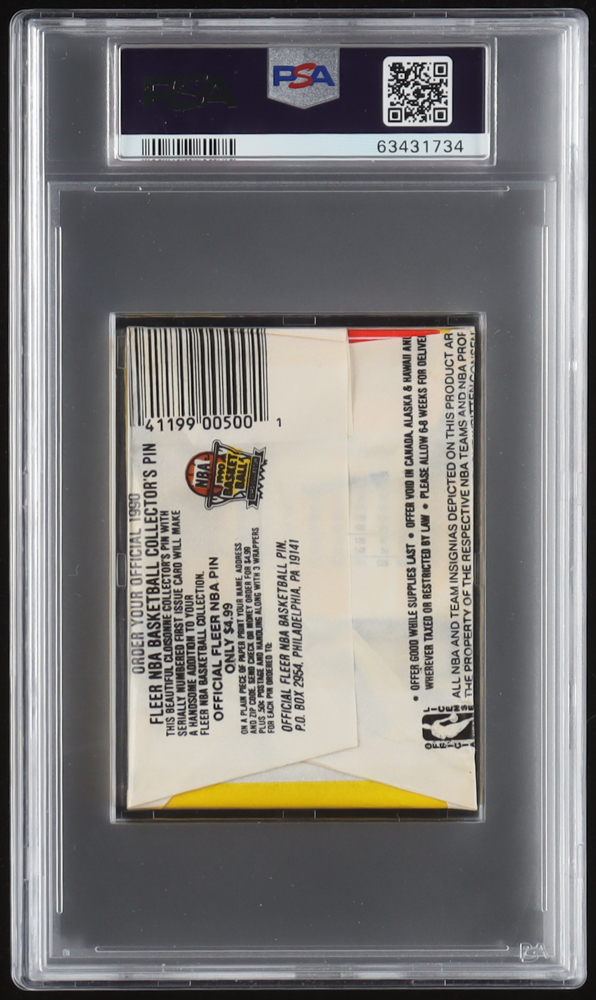 PSA
PSA
63431734
41199 00500 1
NBA
1990
BASKET
BALL
ORDER YOUR OFFICIAL 1990
FLEER NBA BASKETBALL COLLECTOR'S PIN
THIS BEAUTIFUL CLOISONNE COLLECTOR'S PIN WITH
SERIALLY NUMBERED FIRST ISSUE CARD WILL MAKE
A HANDSOME ADDITION TO YOUR
FLEER NBA BASKETBALL COLLECTION.
OFFICIAL FLEER NBA PIN
ONLY $4.99
ON A PLAIN PIECE OF PAPER PRINT YOUR NAME, ADDRESS
AND ZIP CODE. SEND CHECK OR MONEY ORDER FOR $4.99
PLUS .50¢ POSTAGE AND HANDLING ALONG WITH 3 WRAPPERS
FOR EACH PIN ORDERED TO:
OFFICIAL FLEER NBA BASKETBALL PIN,
P.O. BOX 2954, PHILADELPHIA, PA 19141
* OFFER GOOD WHILE SUPPLIES LAST • OFFER VOID IN CANADA, ALASKA & HAWAII AND
WHEREVER TAXED OR RESTRICTED BY LAW • PLEASE ALLOW 6-8 WEEKS FOR DELIVE
ALL NBA AND TEAM INSIGNIAS DEPICTED ON THIS PRODUCT AR
THE PROPERTY OF THE RESPECTIVE NBA TEAMS AND NBA PROP
PSA